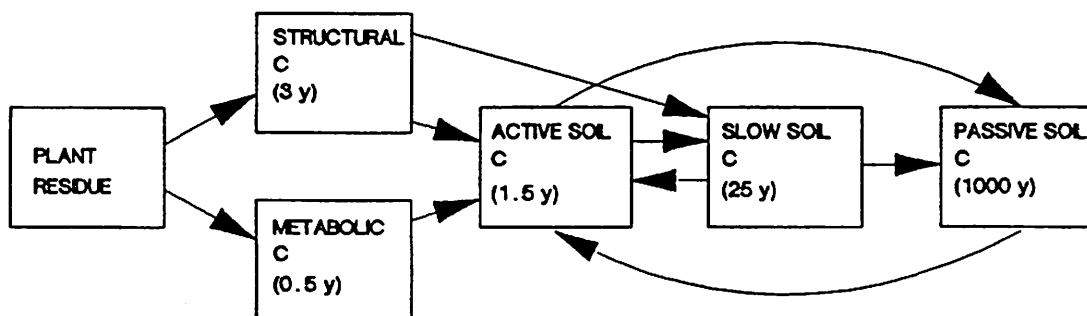 PLANT
RESIDUE
STRUCTURAL
C
(3 y)
METABOLIC
C
(0.5 y)
ACTIVE SOIL
C
(1.5 y)
SLOW SOIL
C
(25 y)
PASSIVE SOIL
C
(1000 y)